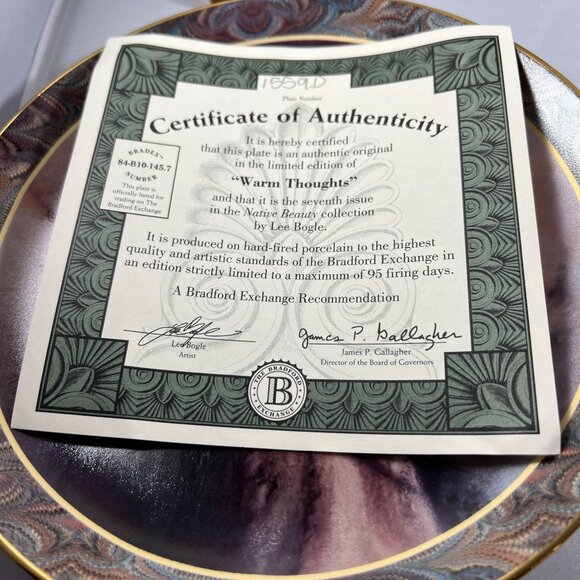 1559D
Plate Number
Certificate of Authenticity
BRADEX
84-B10-145.7
NUMBER
This plate is
officially listed for
trading on The
Bradford Exchange
It is hereby certified
that this plate is an authentic original
in the limited edition of
“Warm Thoughts”
and that it is the seventh issue
in the Native Beauty collection
by Lee Bogle.
It is produced on hard-fired porcelain to the highest
quality and artistic standards of the Bradford Exchange in
an edition strictly limited to a maximum of 95 firing days.
A Bradford Exchange Recommendation
Lee Bogle
Lee Bogle
Artist
James P. Gallagher
James P. Gallagher
Director of the Board of Governors
THE BRADFORD
B
EXCHANGE